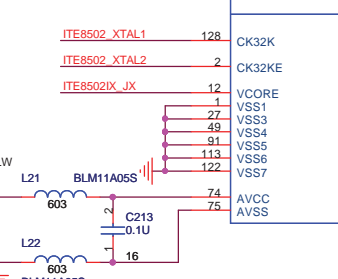 ITE8502_XTAL1 128 CK32K
ITE8502_XTAL2 2 CK32KE
ITE8502IX_JX 12 VCORE
1 VSS1
27 VSS3
49 VSS4
91 VSS5
113 VSS6
122 VSS7
LW
L21 BLM11A05S
603
74 AVCC
75 AVSS
2
C213
0.1U
1
16
L22
603